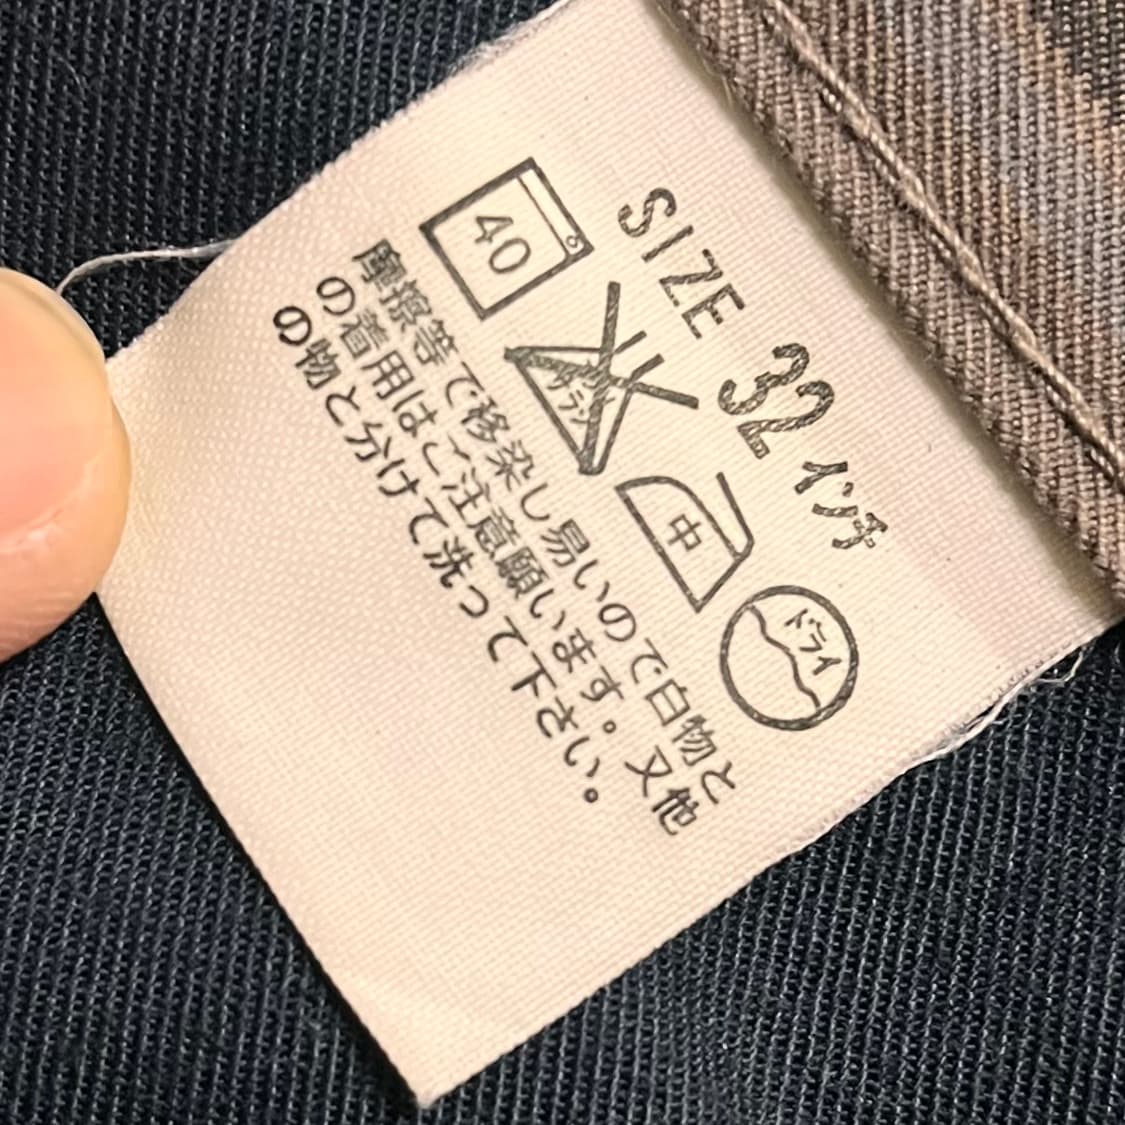 SIZE 32 インチ
40
エンソ サラシ
中
ドライ
摩擦等で移染し易いので白物と
の着用はご注意願います。又他
の物と分けて洗って下さい。